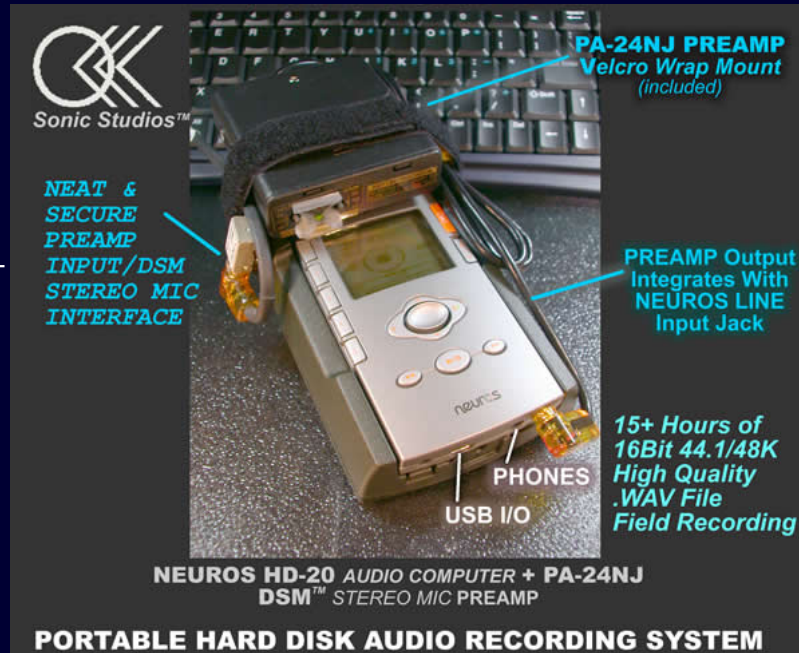 Sonic Studios™
PA-24NJ PREAMP
Velcro Wrap Mount
(included)
NEAT &
SECURE
PREAMP
INPUT/DSM
STEREO MIC
INTERFACE
PREAMP Output
Integrates With
NEUROS LINE
Input Jack
neuros
15+ Hours of
16Bit 44.1/48K
High Quality
.WAV File
Field Recording
PHONES
USB I/O
NEUROS HD-20 AUDIO COMPUTER + PA-24NJ
DSM™ STEREO MIC PREAMP
PORTABLE HARD DISK AUDIO RECORDING SYSTEM